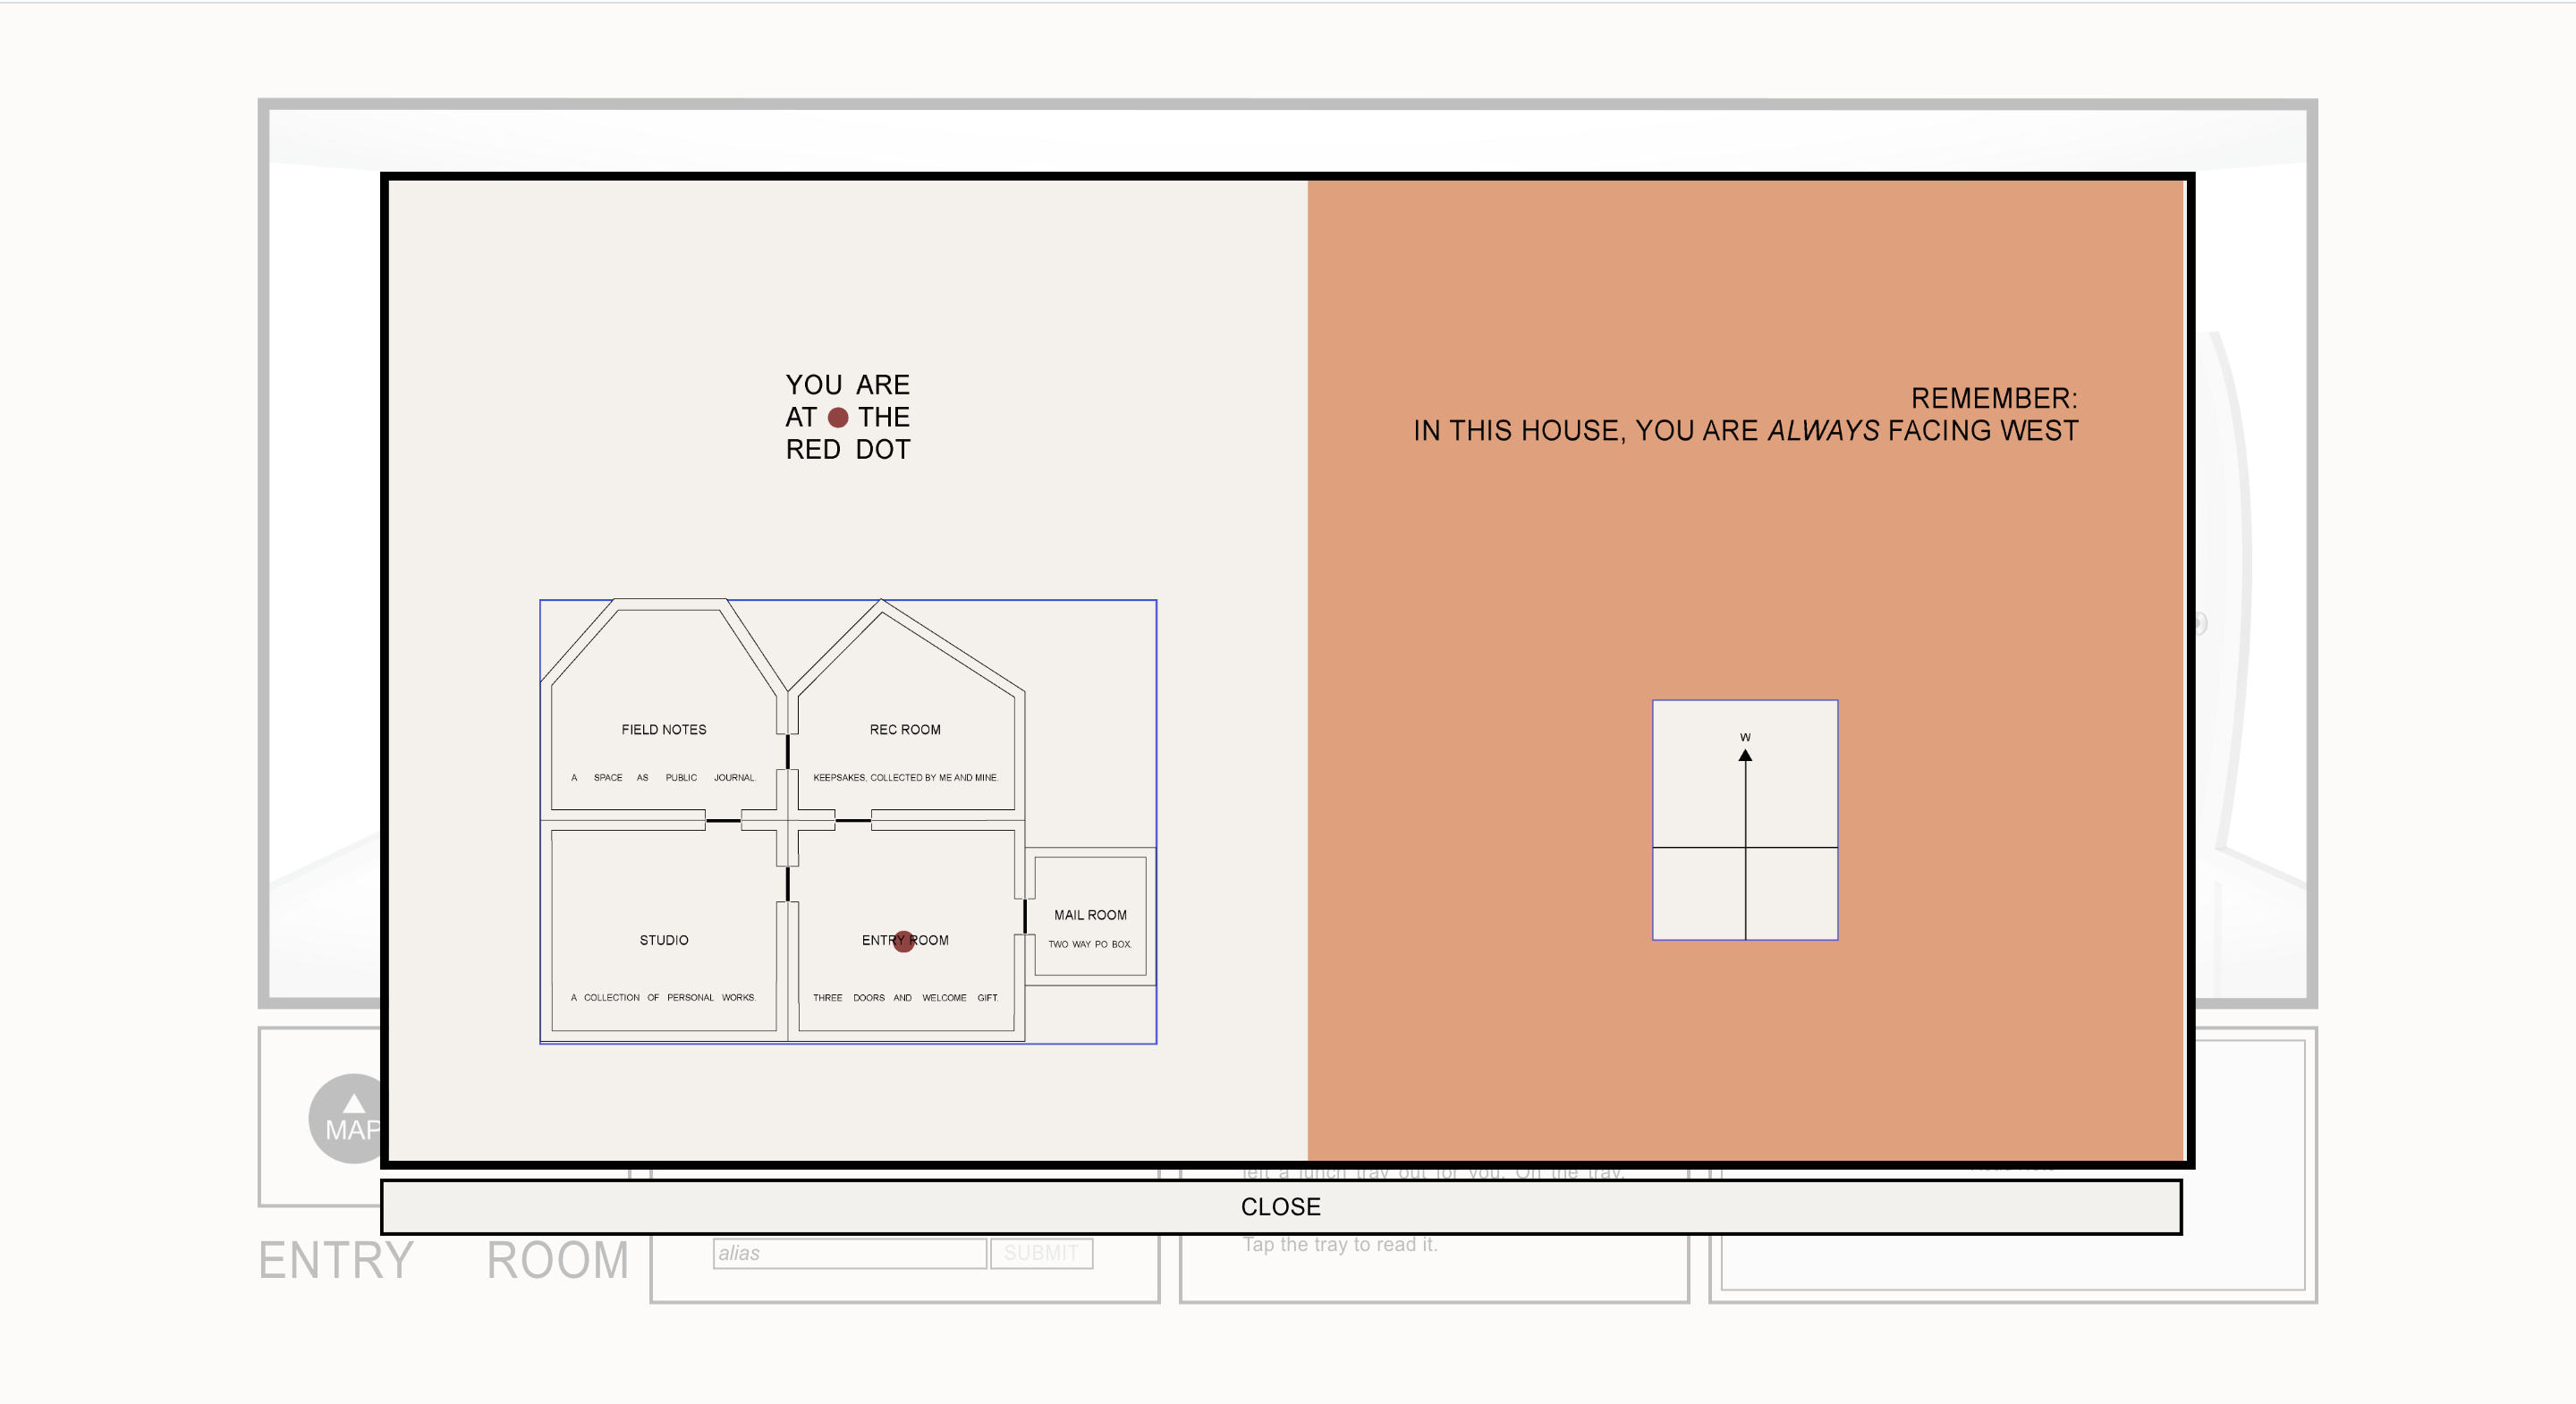 YOU ARE
AT THE
RED DOT
REMEMBER:
IN THIS HOUSE, YOU ARE ALWAYS FACING WEST
FIELD NOTES
A SPACE AS PUBLIC JOURNAL.
REC ROOM
KEEPSAKES, COLLECTED BY ME AND MINE.
STUDIO
A COLLECTION OF PERSONAL WORKS.
ENTRY ROOM
THREE DOORS AND WELCOME GIFT.
MAIL ROOM
TWO WAY PO BOX.
W
MAP
left a lunch tray out for you. On the tray,
CLOSE
ENTRY ROOM
alias
SUBMIT
Tap the tray to read it.